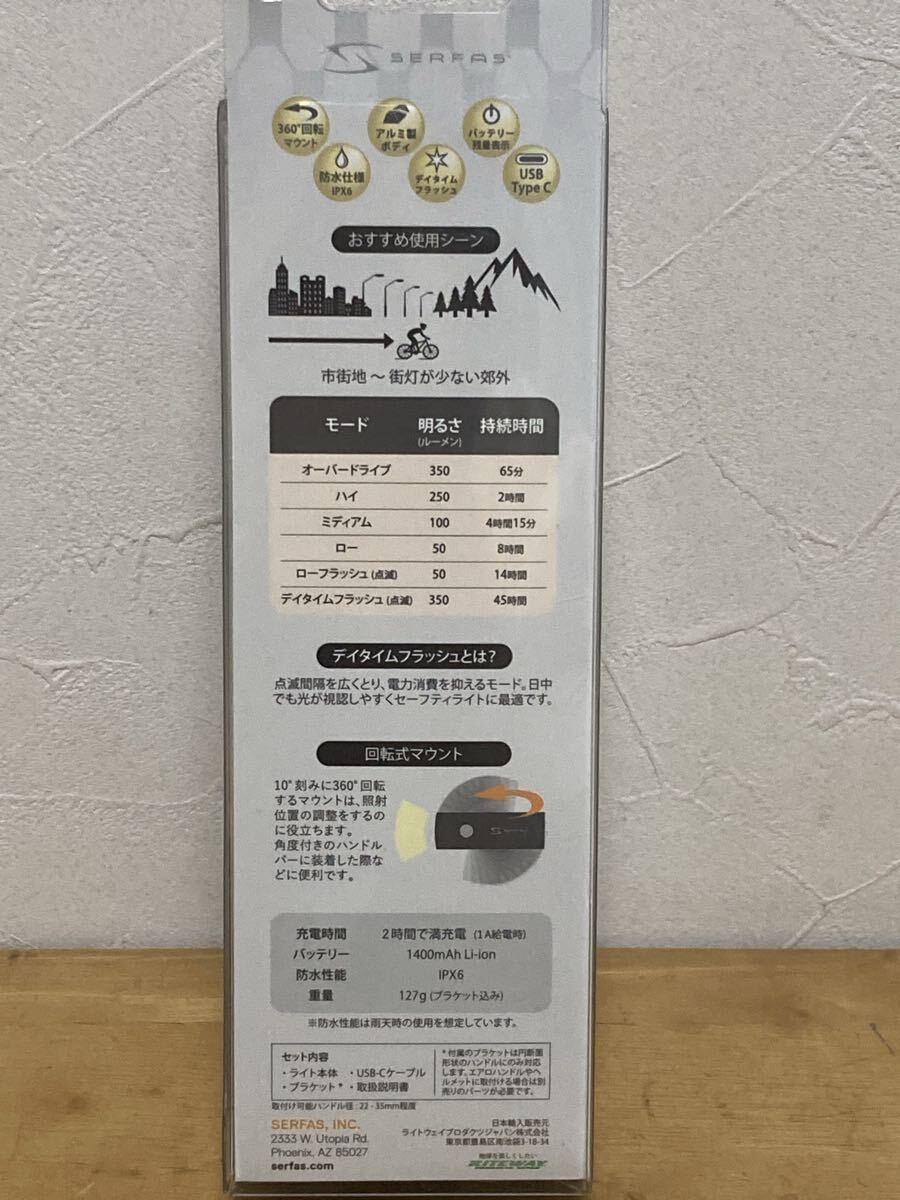 SERFAS
360°回転
マウント
アルミ製
ボディ
バッテリー
残量表示
防水仕様
IPX6
デイタイム
フラッシュ
USB
Type C
おすすめ使用シーン
市街地 ～ 街灯が少ない郊外
モード 明るさ 持続時間
(ルーメン)
オーバードライブ 350 65分
ハイ 250 2時間
ミディアム 100 4時間15分
ロー 50 8時間
ローフラッシュ (点滅) 50 14時間
デイタイムフラッシュ (点滅) 350 45時間
デイタイムフラッシュとは?
点滅間隔を広くとり、電力消費を抑えるモード。日中
でも光が視認しやすくセーフティライトに最適です。
回転式マウント
10°刻みに360°回転
するマウントは、照射
位置の調整をするの
に役立ちます。
角度付きのハンドル
バーに装着した際な
どに便利です。
充電時間 2時間で満充電 (1A給電時)
バッテリー 1400mAh Li-ion
防水性能 IPX6
重量 127g (ブラケット込み)
※防水性能は雨天時の使用を想定しています。
セット内容
・ライト本体 ・USB-Cケーブル
・ブラケット* ・取扱説明書
*付属のブラケットは円断面
形状のハンドルにのみ対応
します。エアロハンドルやヘ
ルメットに取付ける場合は別
売りのパーツが必要です。
取付け可能ハンドル径：22 - 35mm程度
SERFAS, INC.
2333 W. Utopia Rd.
Phoenix, AZ 85027
serfas.com
日本輸入販売元
ライトウェイプロダクツジャパン株式会社
東京都豊島区南池袋3-18-34
地球を楽しくしたい
RITEWAY